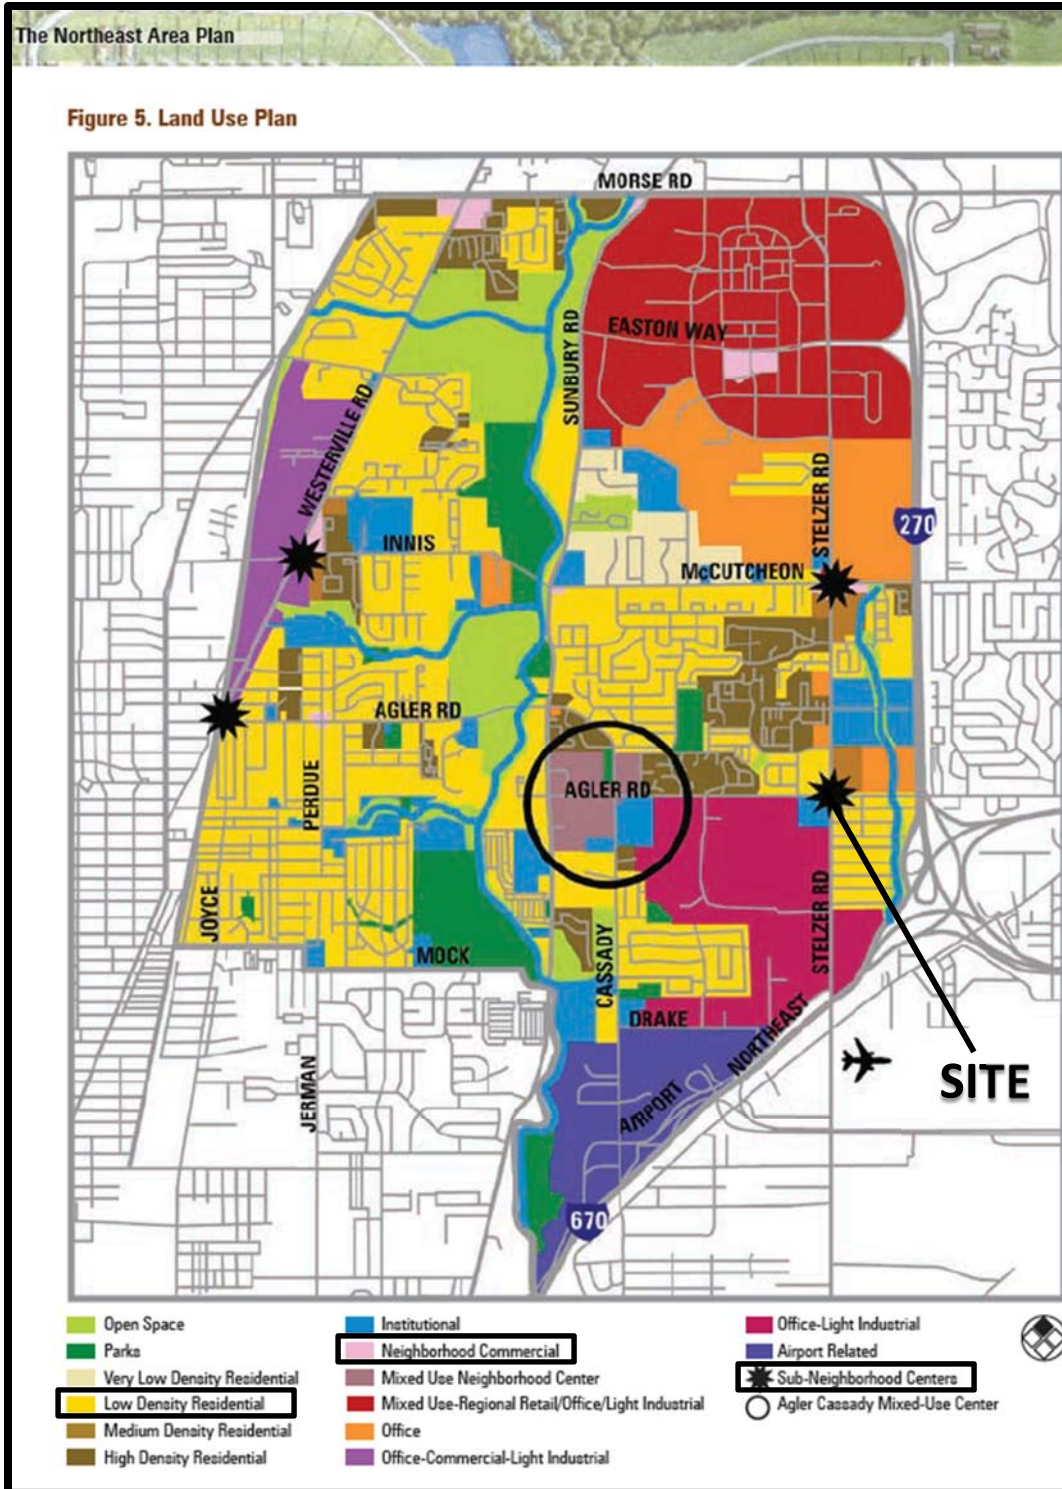 The Northeast Area Plan
Figure 5. Land Use Plan
MORSE RD
EASTON WAY
SUNBURY RD
WESTERVILLE RD
STELZER RD
270
INNIS
McCUTCHEON
AGLER RD
AGLER RD
PERDUE
JOYCE
STELZER RD
MOCK
CASSADY
DRAKE
NORTHEAST
AIRPORT
JERMAN
SITE
670
Open Space
Parks
Very Low Density Residential
Low Density Residential
Medium Density Residential
High Density Residential
Institutional
Neighborhood Commercial
Mixed Use Neighborhood Center
Mixed Use-Regional Retail/Office/Light Industrial
Office
Office-Commercial-Light Industrial
Office-Light Industrial
Airport Related
Sub-Neighborhood Centers
Agler Cassady Mixed-Use Center